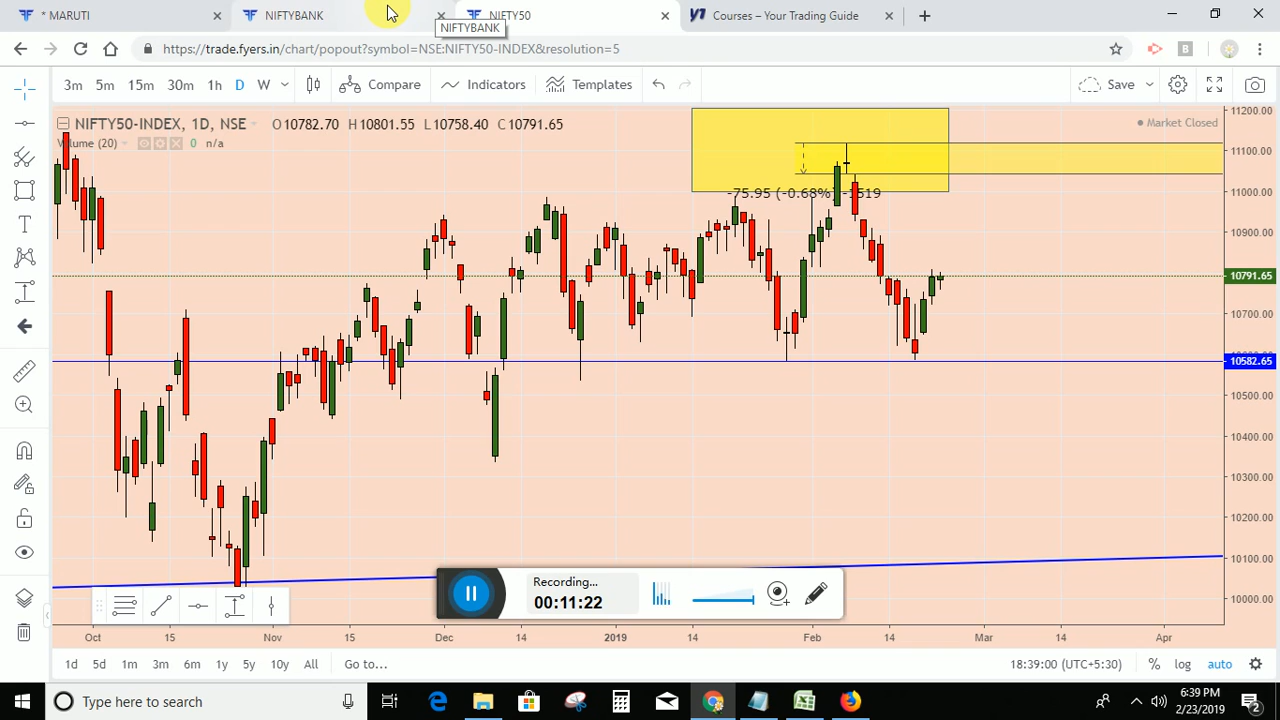 * MARUTI
NIFTYBANK
NIFTY50
Courses – Your Trading Guide
NIFTYBANK
https://trade.fyers.in/chart/popout?symbol=NSE:NIFTY50-INDEX&resolution=5
3m 5m 15m 30m 1h D W
Compare
Indicators
Templates
Save
NIFTY50-INDEX, 1D, NSE
O10782.70 H10801.55 L10758.40 C10791.65
Market Closed
Volume (20)
0 n/a
-75.95 (-0.68%) -1519
11200.00
11100.00
11000.00
10900.00
10791.65
10700.00
10582.65
10500.00
10400.00
10300.00
10200.00
10100.00
10000.00
Recording...
00:11:22
Oct 15 Nov 15 Dec 14 2019 14 Feb 14 Mar 14 Apr
1d 5d 1m 3m 6m 1y 5y 10y All
Go to...
18:39:00 (UTC+5:30)
% log auto
Type here to search
6:39 PM
2/23/2019
2